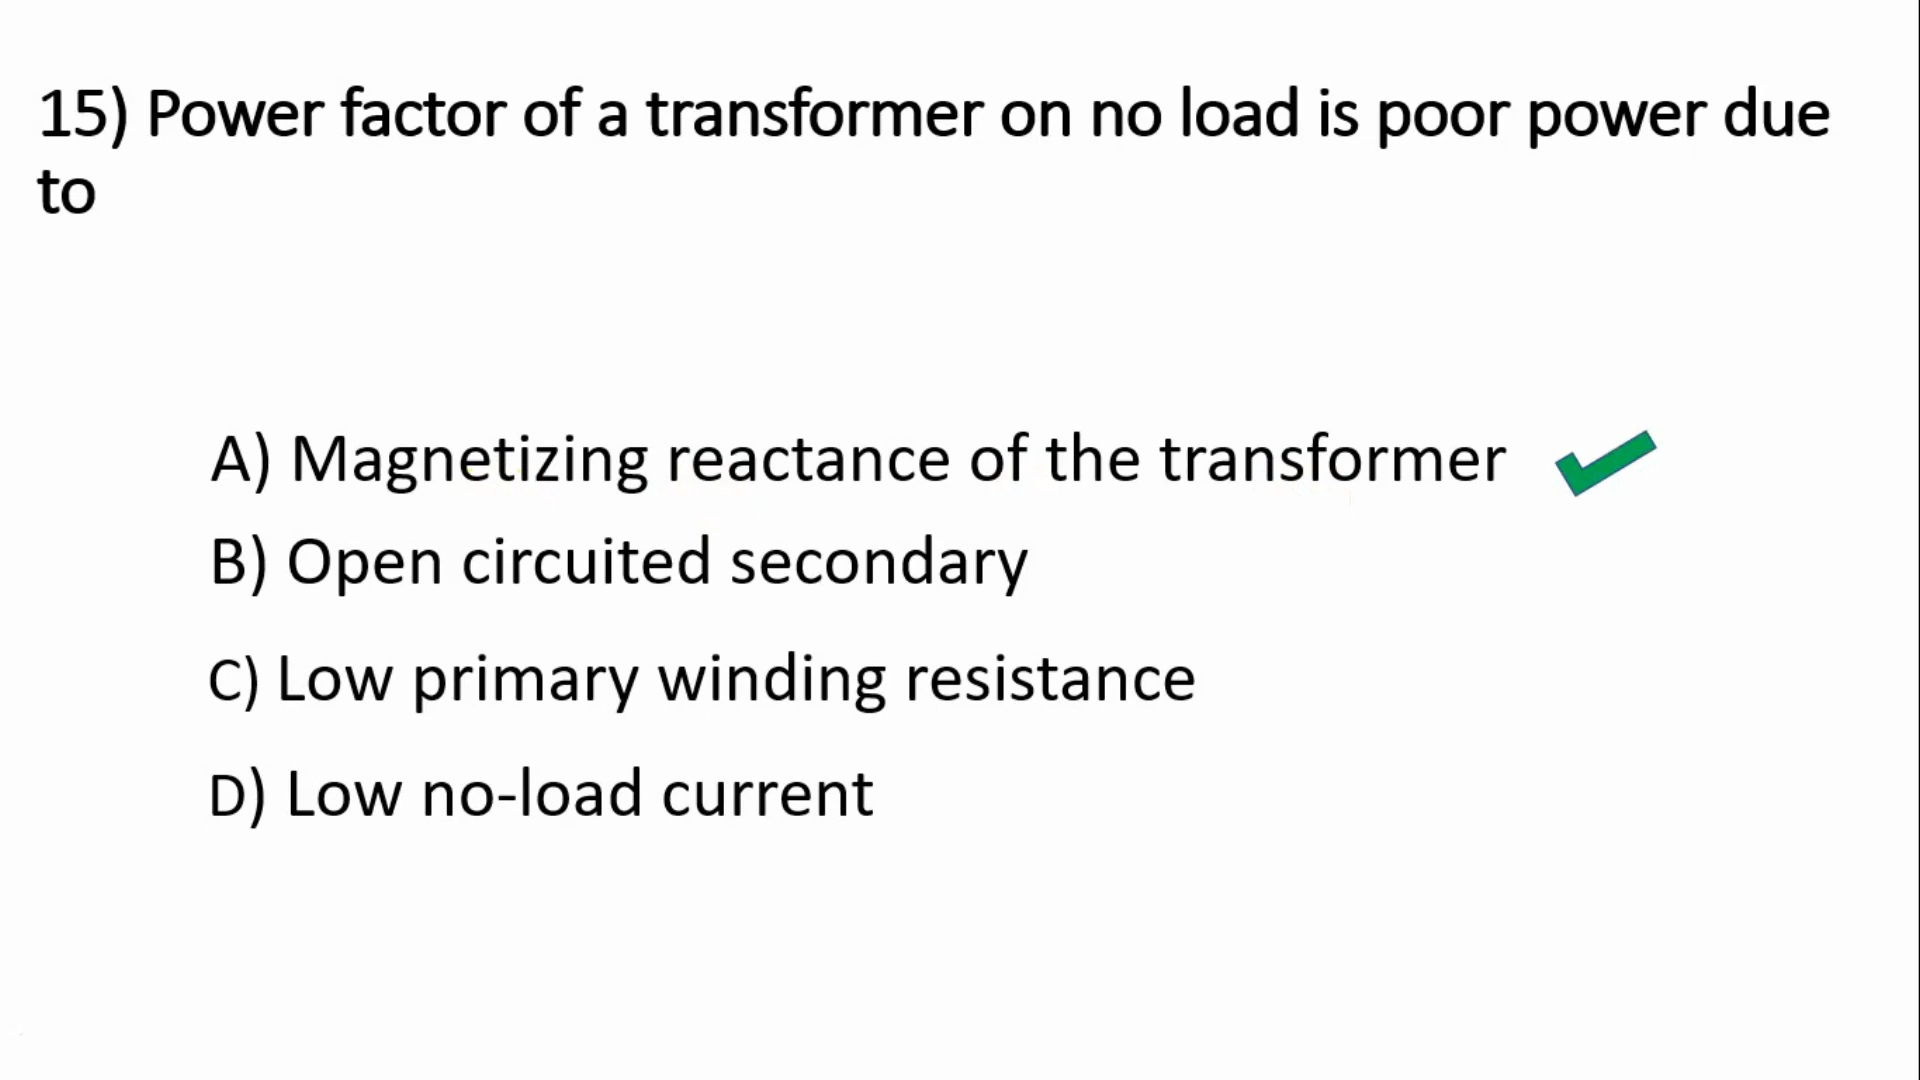 15) Power factor of a transformer on no load is poor power due
to
A) Magnetizing reactance of the transformer
B) Open circuited secondary
C) Low primary winding resistance
D) Low no-load current